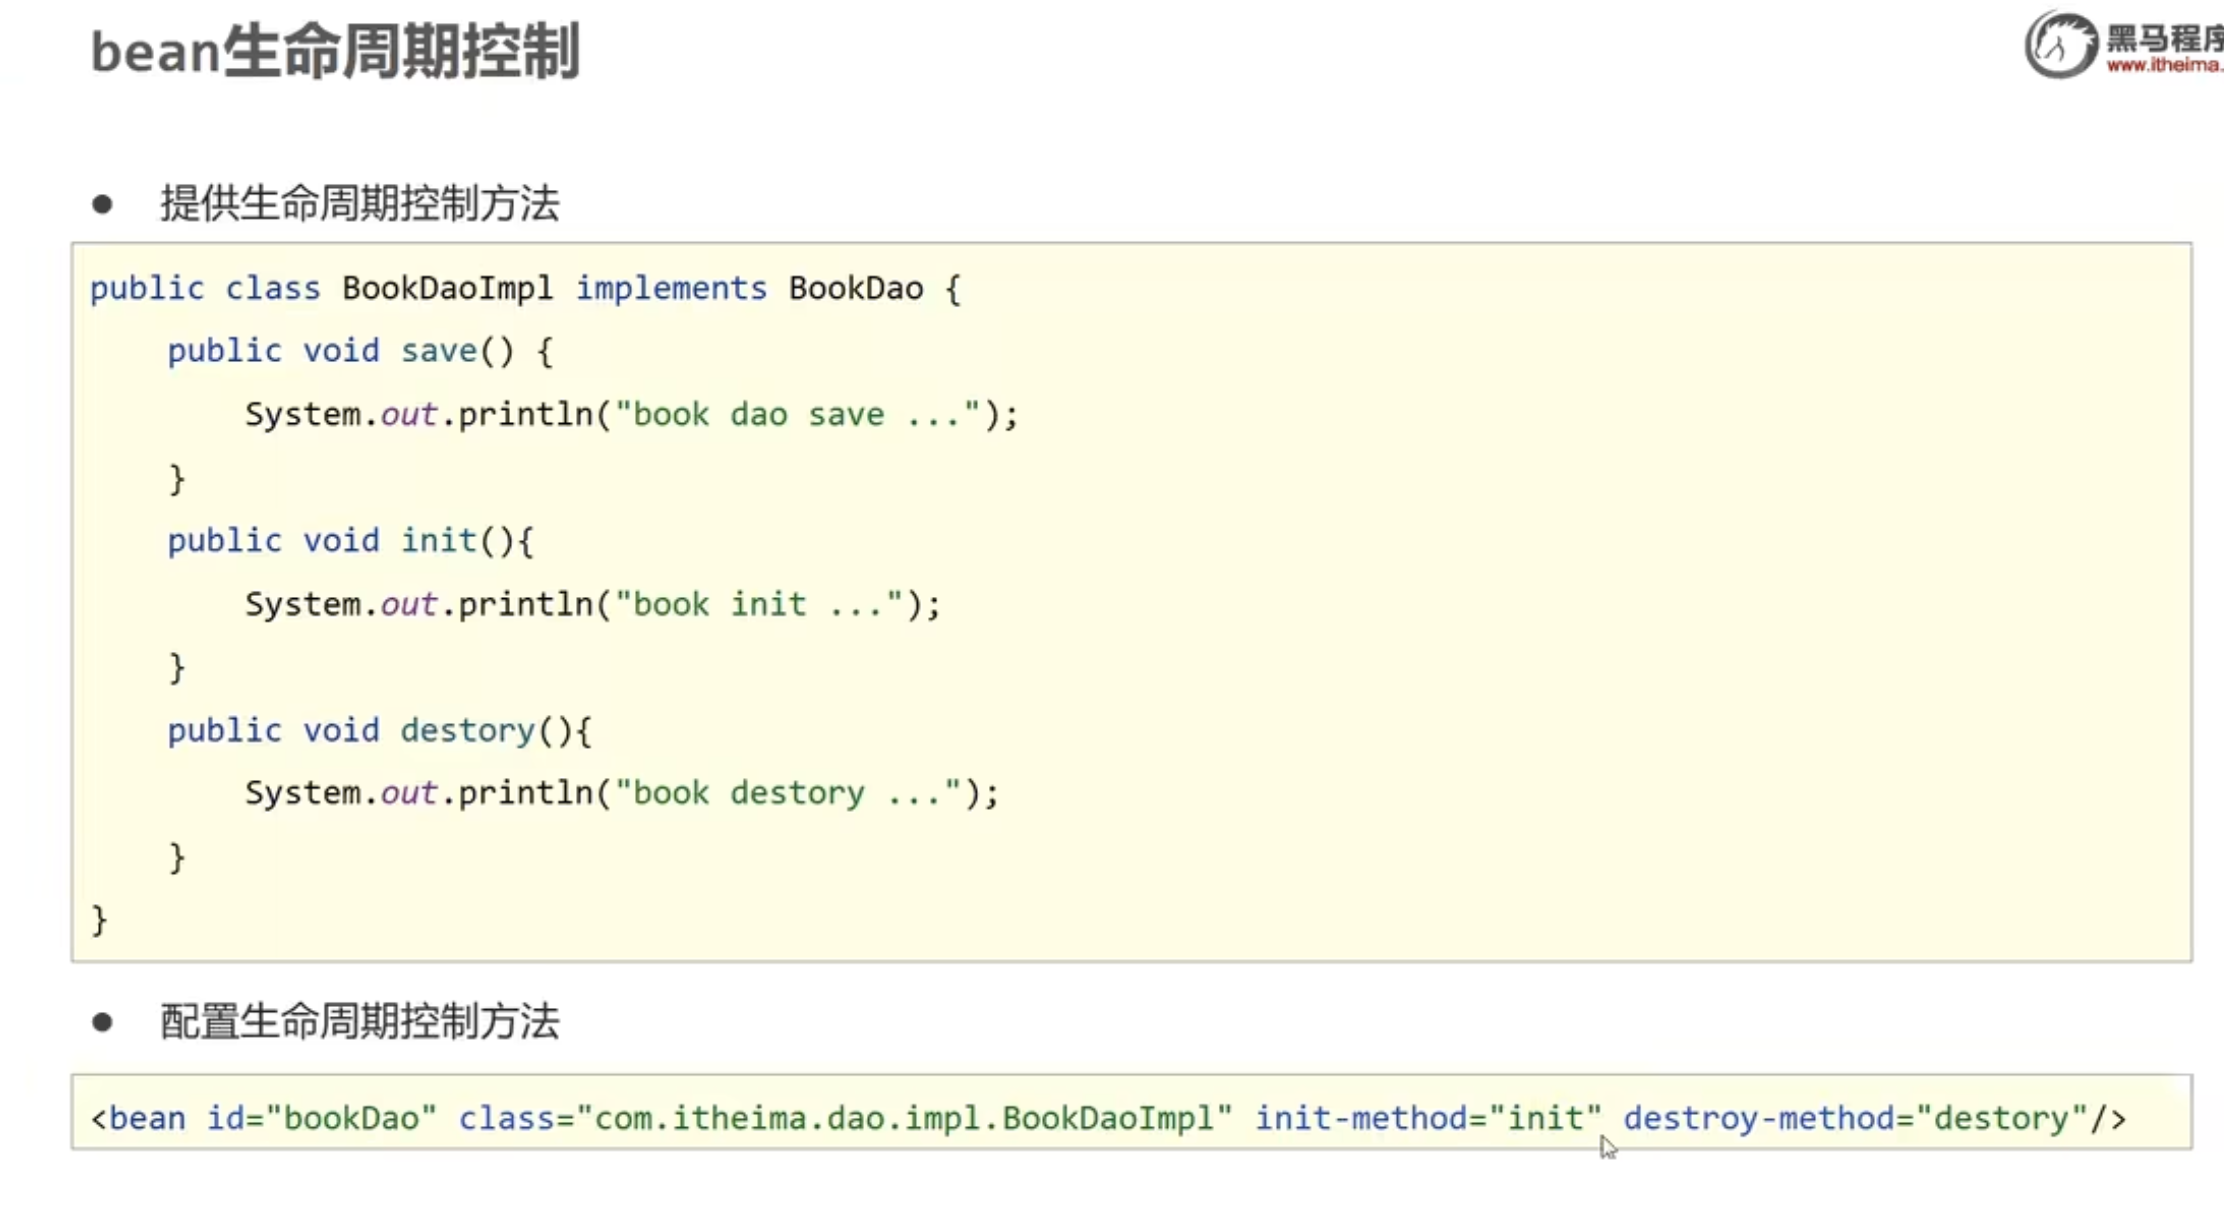 bean生命周期控制
黑马程序
www.itheima.
● 提供生命周期控制方法
public class BookDaoImpl implements BookDao {
    public void save() {
        System.out.println("book dao save ...");
    }
    public void init(){
        System.out.println("book init ...");
    }
    public void destory(){
        System.out.println("book destory ...");
    }
}
● 配置生命周期控制方法
<bean id="bookDao" class="com.itheima.dao.impl.BookDaoImpl" init-method="init" destroy-method="destory"/>